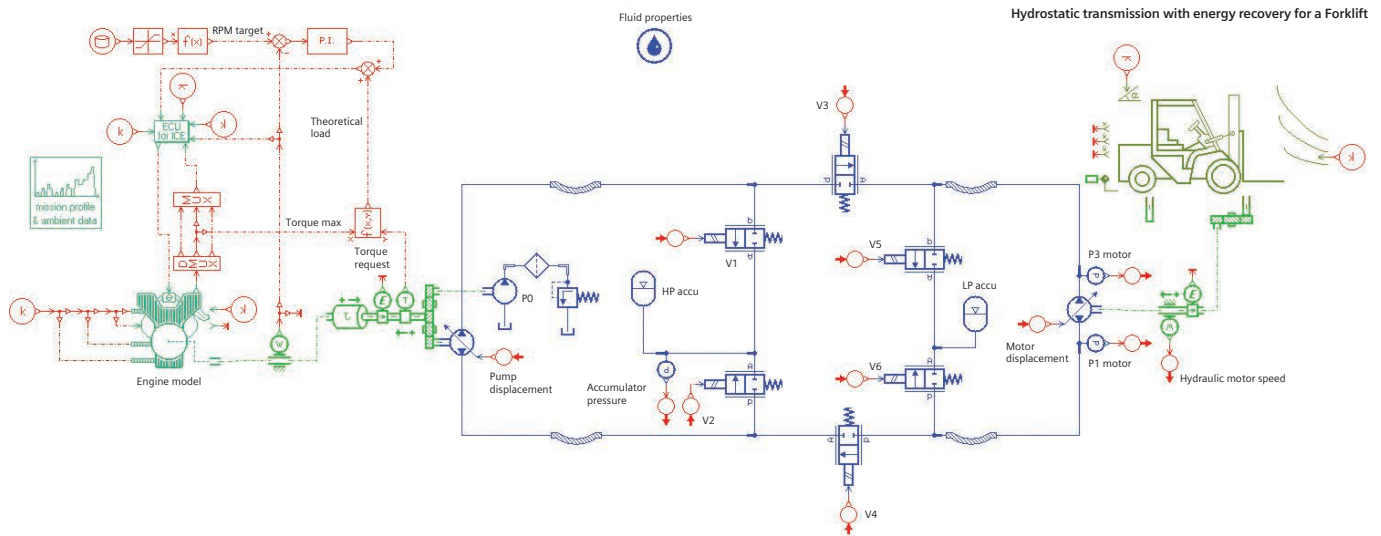 Hydrostatic transmission with energy recovery for a Forklift
Fluid properties
RPM target
f(x)
P.I.
ECU
for ICE
k
k
k
Theoretical
load
mission profile
& ambient data
MUX
Torque max
f(x,y)
x
Y
Torque
request
DMUX
k
k
Engine model
W
E
T
P0
Pump
displacement
HP accu
P
Accumulator
pressure
V1
V2
V3
V4
V5
V6
LP accu
Motor
displacement
P3 motor
P
P1 motor
P
E
W
Hydraulic motor speed
k
k